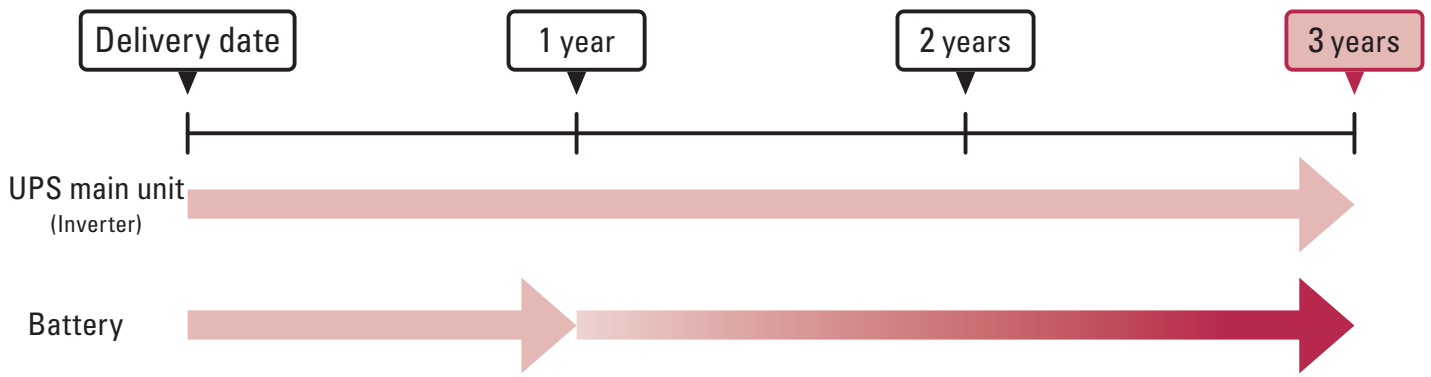 Delivery date
1 year
2 years
3 years
UPS main unit
(Inverter)
Battery